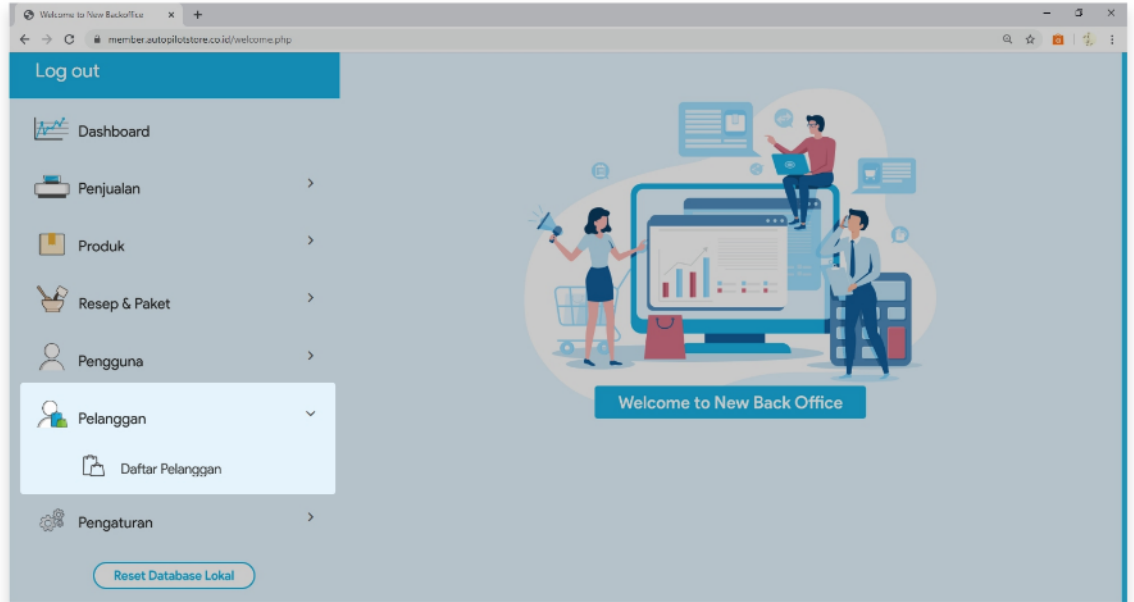 Welcome to New Backoffice
member.autopilotstore.co.id/welcome.php
Log out
Dashboard
Penjualan
Produk
Resep & Paket
Pengguna
Pelanggan
Daftar Pelanggan
Pengaturan
Reset Database Lokal
Welcome to New Back Office